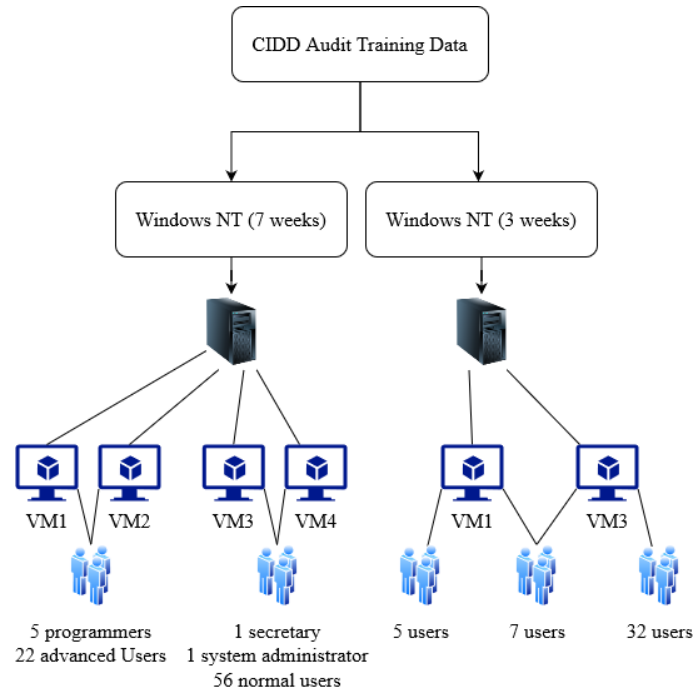 CIDD Audit Training Data
Windows NT (7 weeks)
Windows NT (3 weeks)
VM1
VM2
VM3
VM4
VM1
VM3
5 programmers
22 advanced Users
1 secretary
1 system administrator
56 normal users
5 users
7 users
32 users